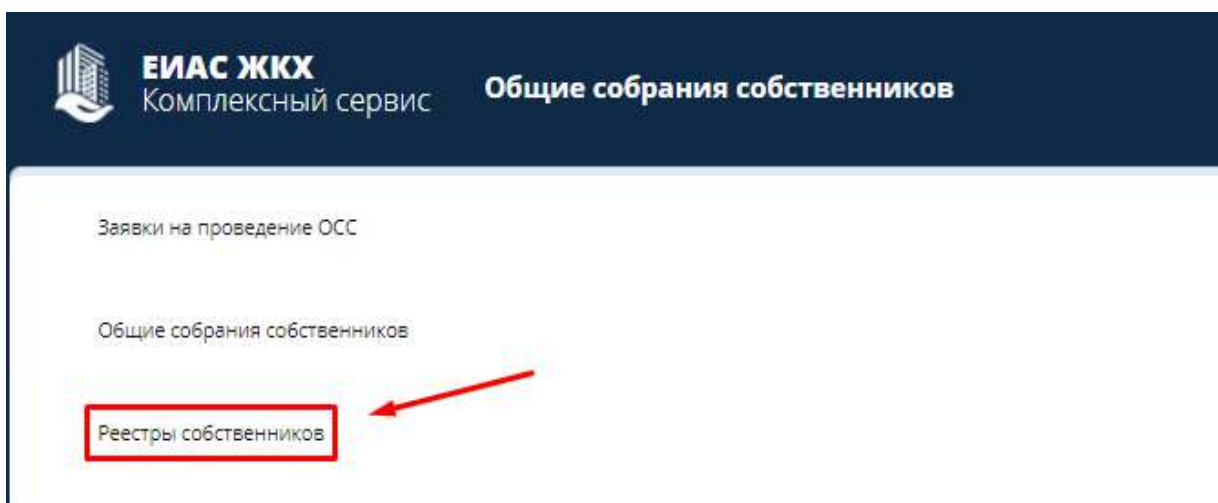 ЕИАС ЖКХ
Комплексный сервис
Общие собрания собственников
Заявки на проведение ОСС
Общие собрания собственников
Реестры собственников